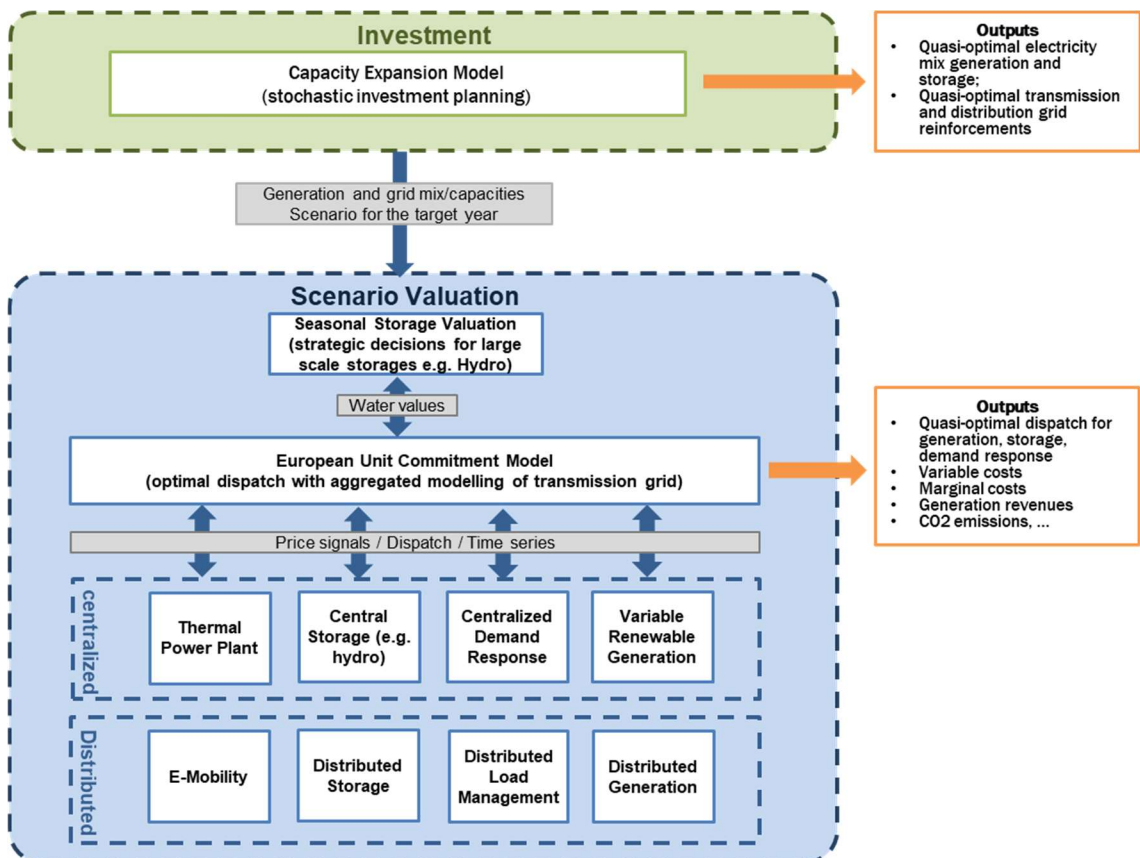 Investment
Capacity Expansion Model
(stochastic investment planning)
Outputs
• Quasi-optimal electricity
mix generation and
storage;
• Quasi-optimal transmission
and distribution grid
reinforcements
Generation and grid mix/capacities
Scenario for the target year
Scenario Valuation
Seasonal Storage Valuation
(strategic decisions for large
scale storages e.g. Hydro)
Water values
European Unit Commitment Model
(optimal dispatch with aggregated modelling of transmission grid)
Outputs
• Quasi-optimal dispatch for
generation, storage,
demand response
• Variable costs
• Marginal costs
• Generation revenues
• CO2 emissions, ...
Price signals / Dispatch / Time series
centralized
Thermal
Power Plant
Central
Storage (e.g.
hydro)
Centralized
Demand
Response
Variable
Renewable
Generation
Distributed
E-Mobility
Distributed
Storage
Distributed
Load
Management
Distributed
Generation